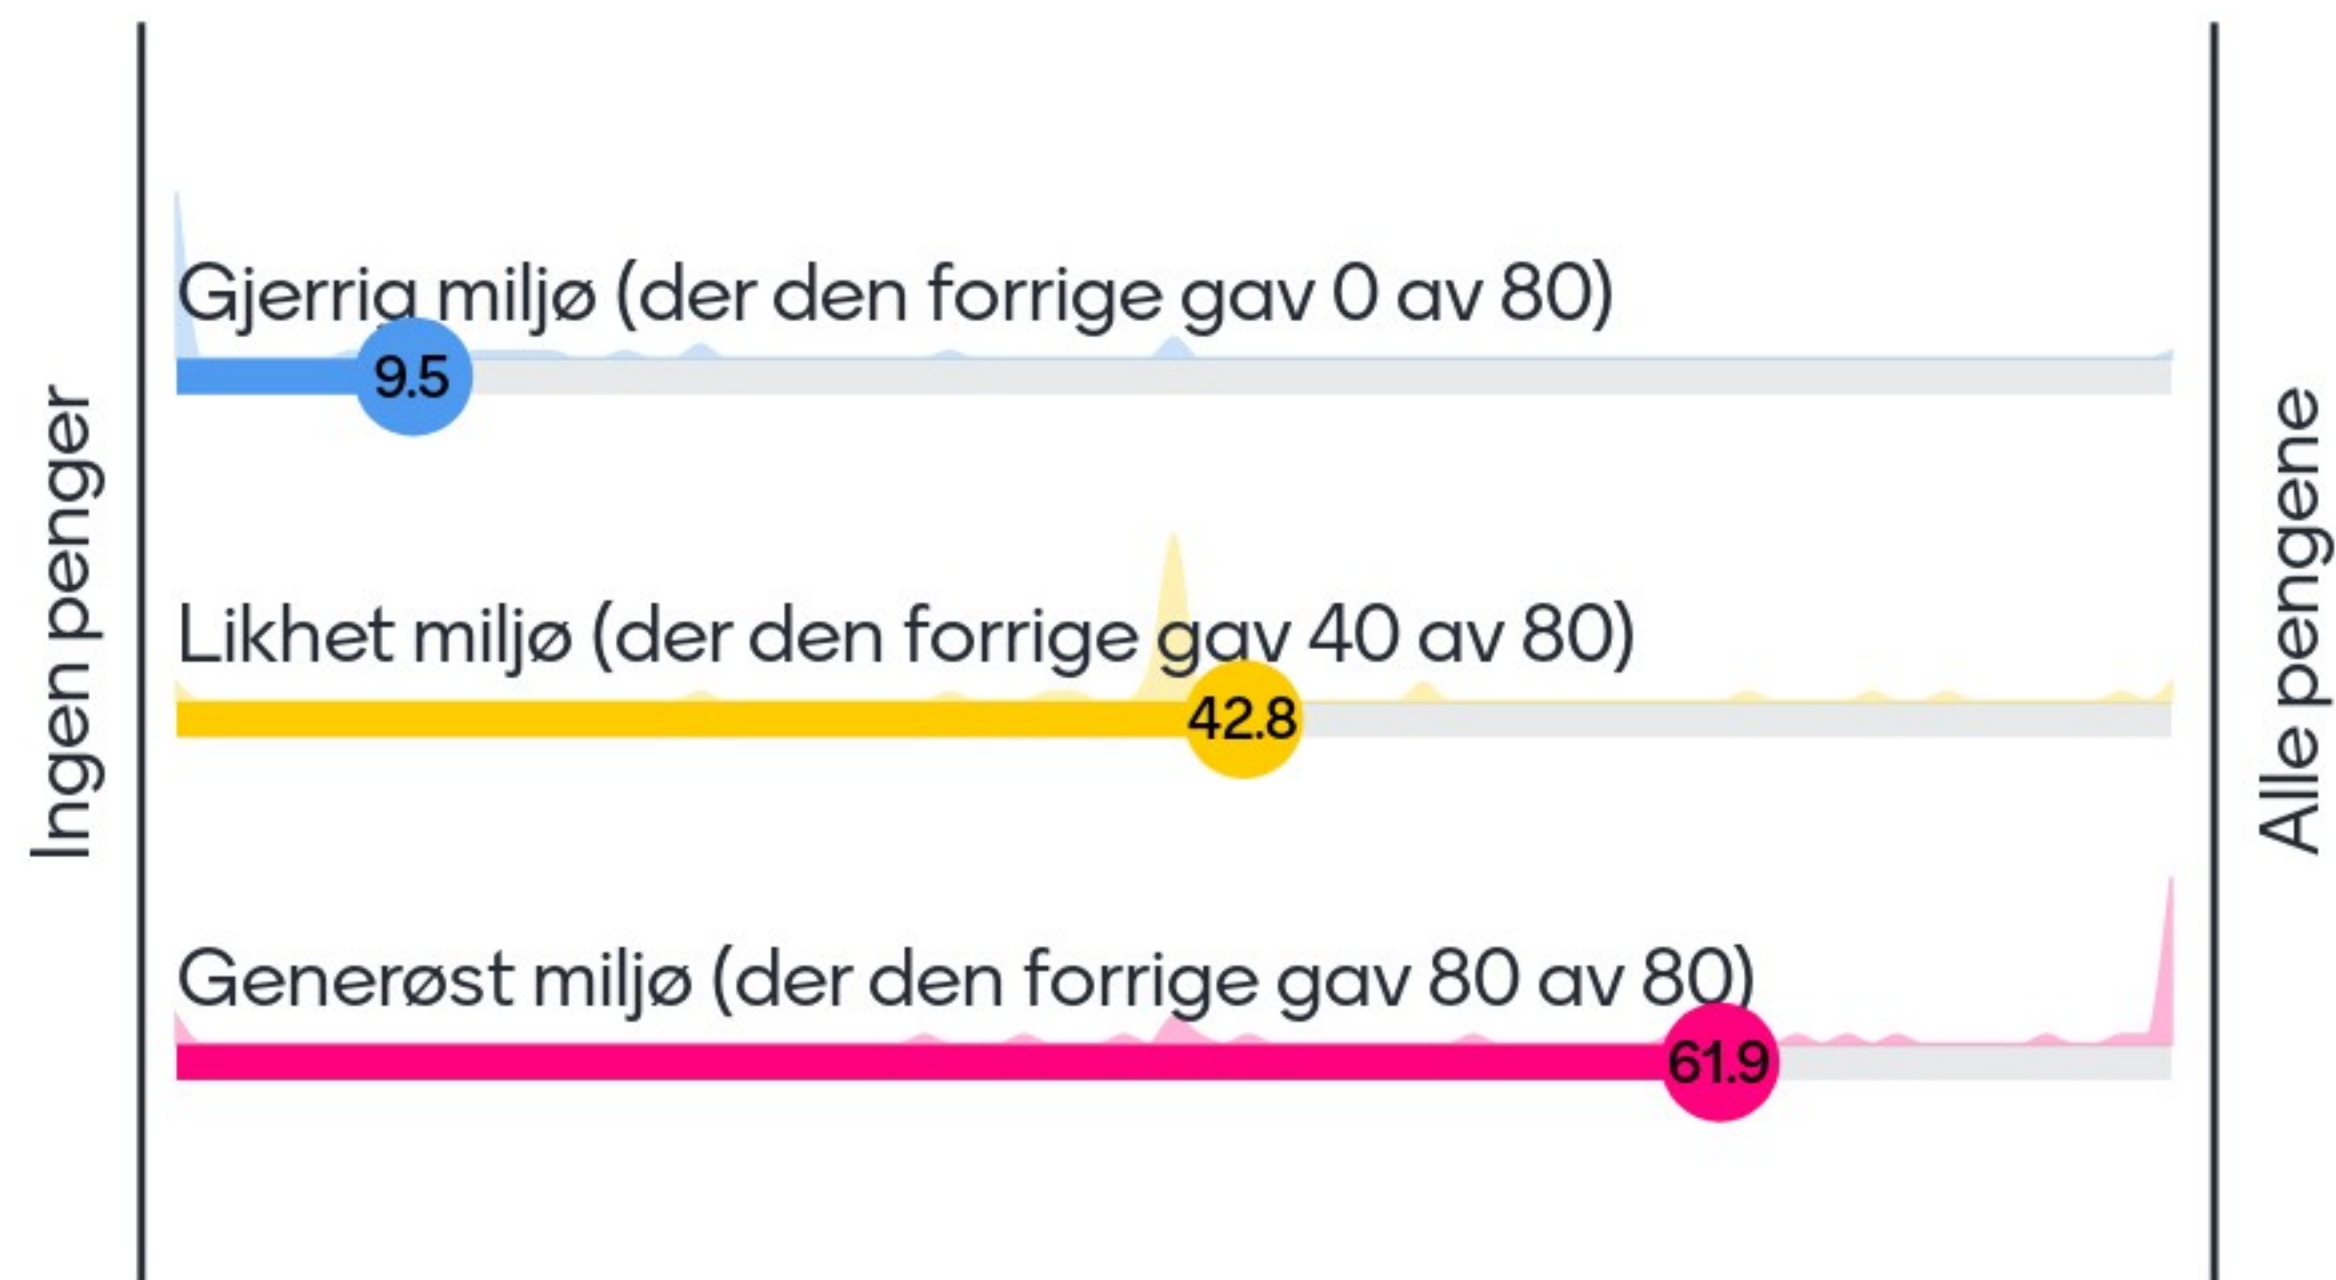 Ingen penger
Gjerrig miljø (der den forrige gav 0 av 80)
9.5
Likhet miljø (der den forrige gav 40 av 80)
42.8
Generøst miljø (der den forrige gav 80 av 80)
61.9
Alle pengene